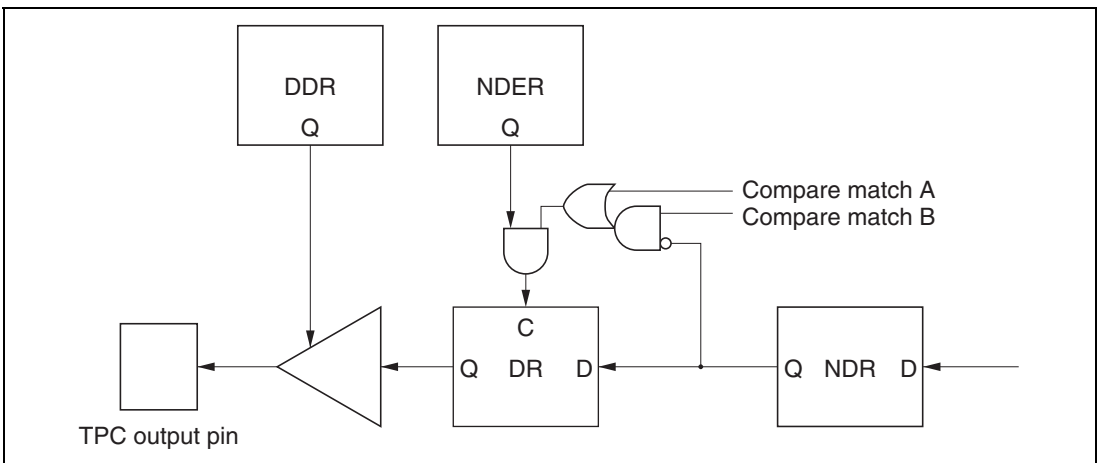 DDR
Q
NDER
Q
Compare match A
Compare match B
C
Q DR D
Q NDR D
TPC output pin